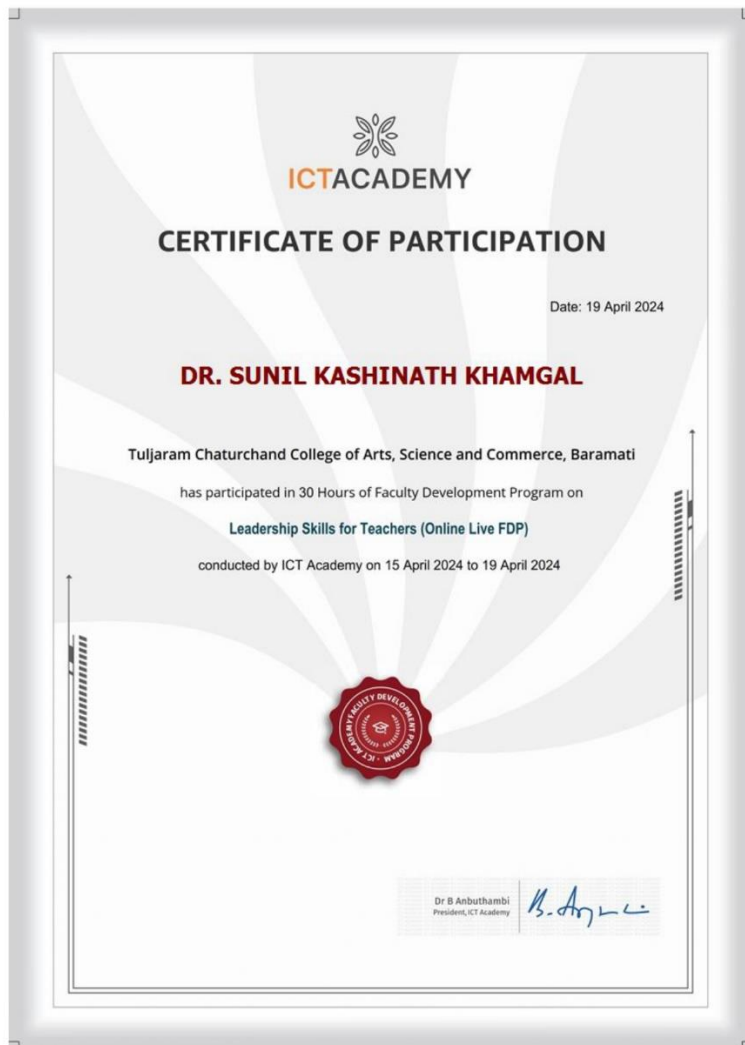 ICTACADEMY
CERTIFICATE OF PARTICIPATION
Date: 19 April 2024
DR. SUNIL KASHINATH KHAMGAL
Tuljaram Chaturchand College of Arts, Science and Commerce, Baramati
has participated in 30 Hours of Faculty Development Program on
Leadership Skills for Teachers (Online Live FDP)
conducted by ICT Academy on 15 April 2024 to 19 April 2024
FACULTY DEVELOPMENT PROGRAM · ICT ACADEMY
Dr B Anbuthambi
President, ICT Academy